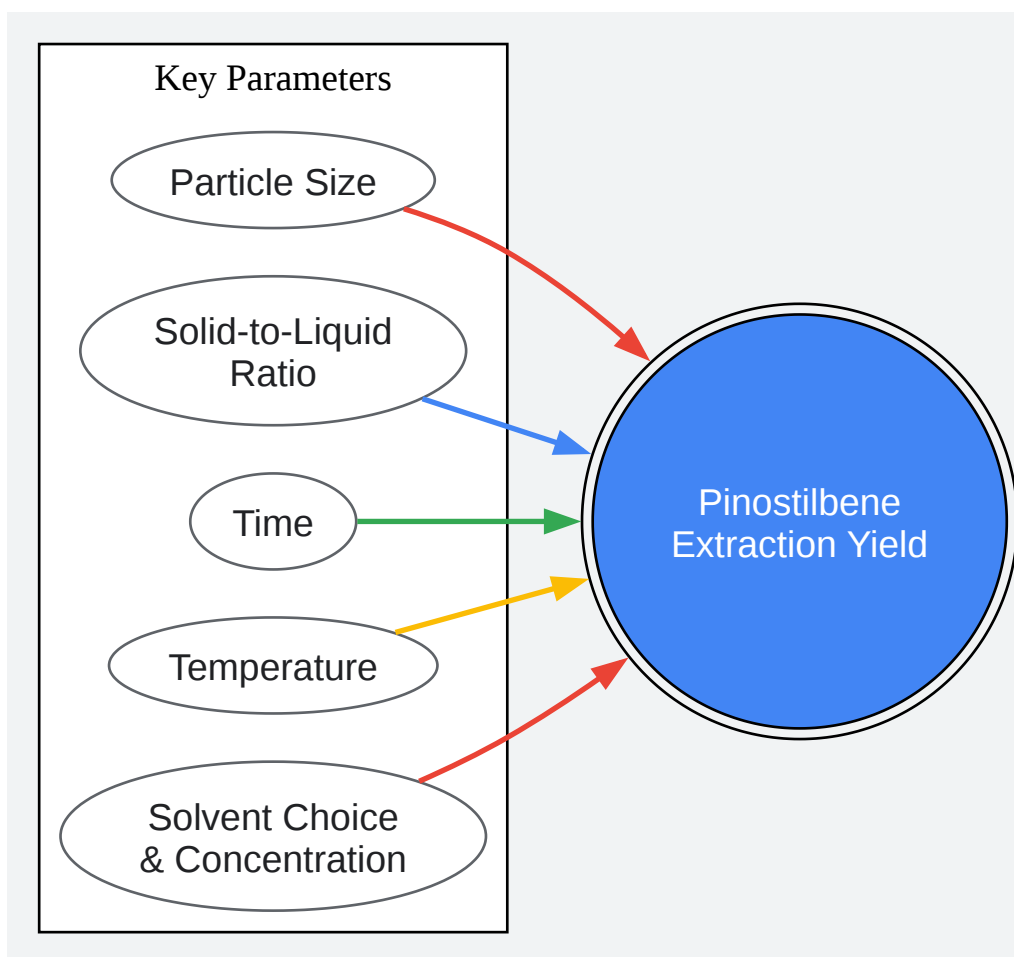 Key Parameters
Particle Size
Solid-to-Liquid
Ratio
Time
Temperature
Solvent Choice
& Concentration
Pinostilbene
Extraction Yield